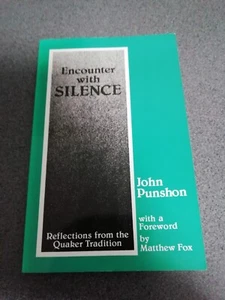 Encounter
with
SILENCE
John
Punshon
with a
Foreword
by
Matthew Fox
Reflections from the
Quaker Tradition